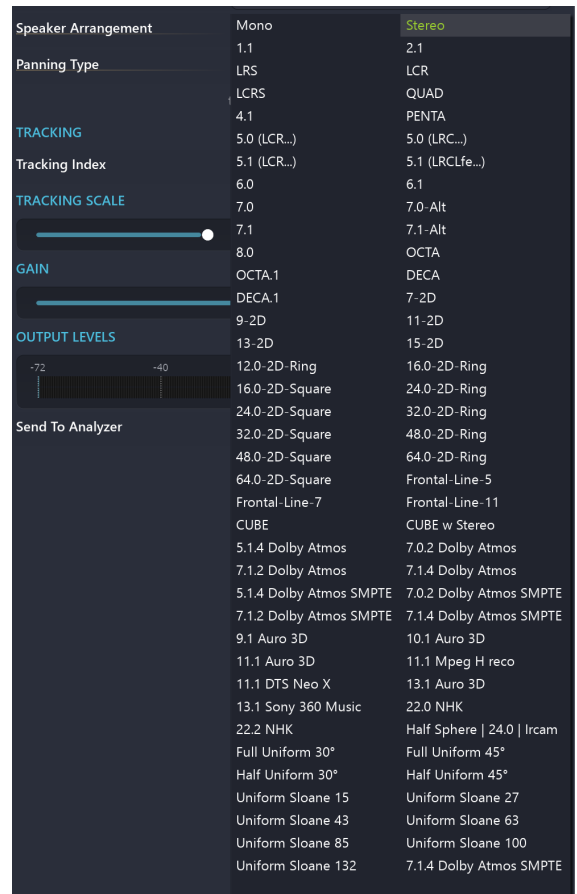 Speaker Arrangement
Panning Type
TRACKING
Tracking Index
TRACKING SCALE
GAIN
OUTPUT LEVELS
-72 -40
Send To Analyzer
Mono Stereo
1.1 2.1
LRS LCR
LCRS QUAD
4.1 PENTA
5.0 (LCR...) 5.0 (LRC...)
5.1 (LCR...) 5.1 (LRCLfe...)
6.0 6.1
7.0 7.0-Alt
7.1 7.1-Alt
8.0 OCTA
OCTA.1 DECA
DECA.1 7-2D
9-2D 11-2D
13-2D 15-2D
12.0-2D-Ring 16.0-2D-Ring
16.0-2D-Square 24.0-2D-Ring
24.0-2D-Square 32.0-2D-Ring
32.0-2D-Square 48.0-2D-Ring
48.0-2D-Square 64.0-2D-Ring
64.0-2D-Square Frontal-Line-5
Frontal-Line-7 Frontal-Line-11
CUBE CUBE w Stereo
5.1.4 Dolby Atmos 7.0.2 Dolby Atmos
7.1.2 Dolby Atmos 7.1.4 Dolby Atmos
5.1.4 Dolby Atmos SMPTE 7.0.2 Dolby Atmos SMPTE
7.1.2 Dolby Atmos SMPTE 7.1.4 Dolby Atmos SMPTE
9.1 Auro 3D 10.1 Auro 3D
11.1 Auro 3D 11.1 Mpeg H reco
11.1 DTS Neo X 13.1 Auro 3D
13.1 Sony 360 Music 22.0 NHK
22.2 NHK Half Sphere | 24.0 | Ircam
Full Uniform 30° Full Uniform 45°
Half Uniform 30° Half Uniform 45°
Uniform Sloane 15 Uniform Sloane 27
Uniform Sloane 43 Uniform Sloane 63
Uniform Sloane 85 Uniform Sloane 100
Uniform Sloane 132 7.1.4 Dolby Atmos SMPTE